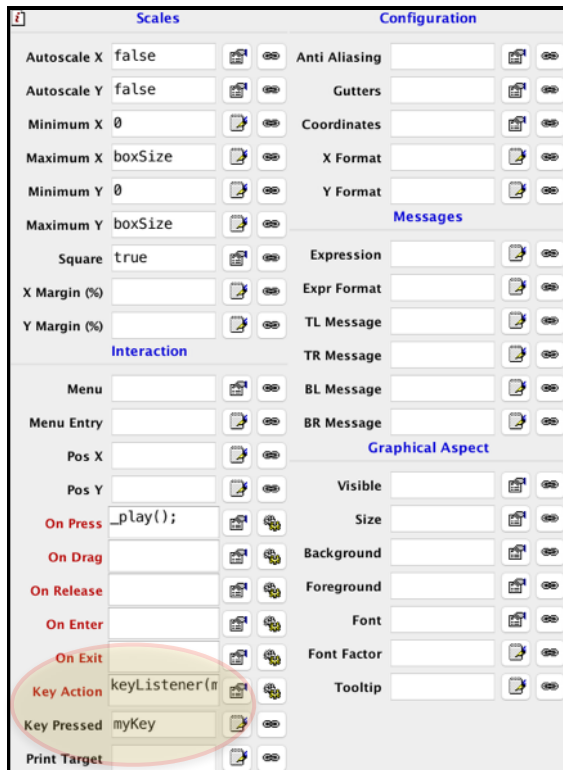 Scales
Autoscale X false
Autoscale Y false
Minimum X 0
Maximum X boxSize
Minimum Y 0
Maximum Y boxSize
Square true
X Margin (%)
Y Margin (%)
Interaction
Menu
Menu Entry
Pos X
Pos Y
On Press _play();
On Drag
On Release
On Enter
On Exit
Key Action keyListener(m
Key Pressed myKey
Print Target
Configuration
Anti Aliasing
Gutters
Coordinates
X Format
Y Format
Messages
Expression
Expr Format
TL Message
TR Message
BL Message
BR Message
Graphical Aspect
Visible
Size
Background
Foreground
Font
Font Factor
Tooltip